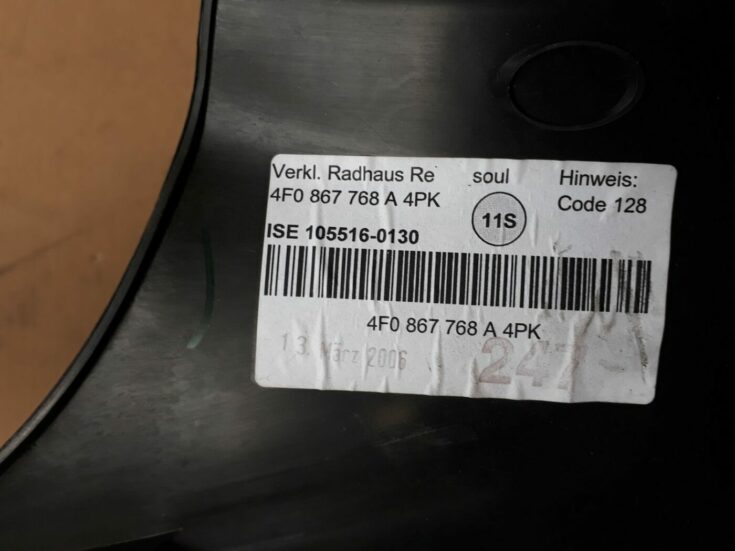 Verkl. Radhaus Re soul Hinweis:
4F0 867 768 A 4PK 11S Code 128
ISE 105516-0130
4F0 867 768 A 4PK
13. März 2006 247